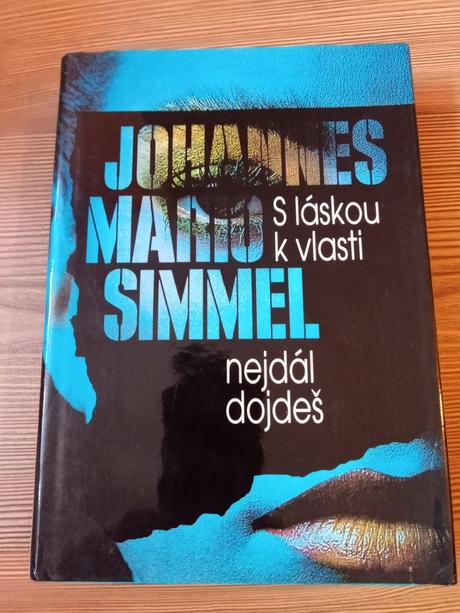 JOHANNES
MARIO
SIMMEL
S láskou
k vlasti
nejdál
dojdeš